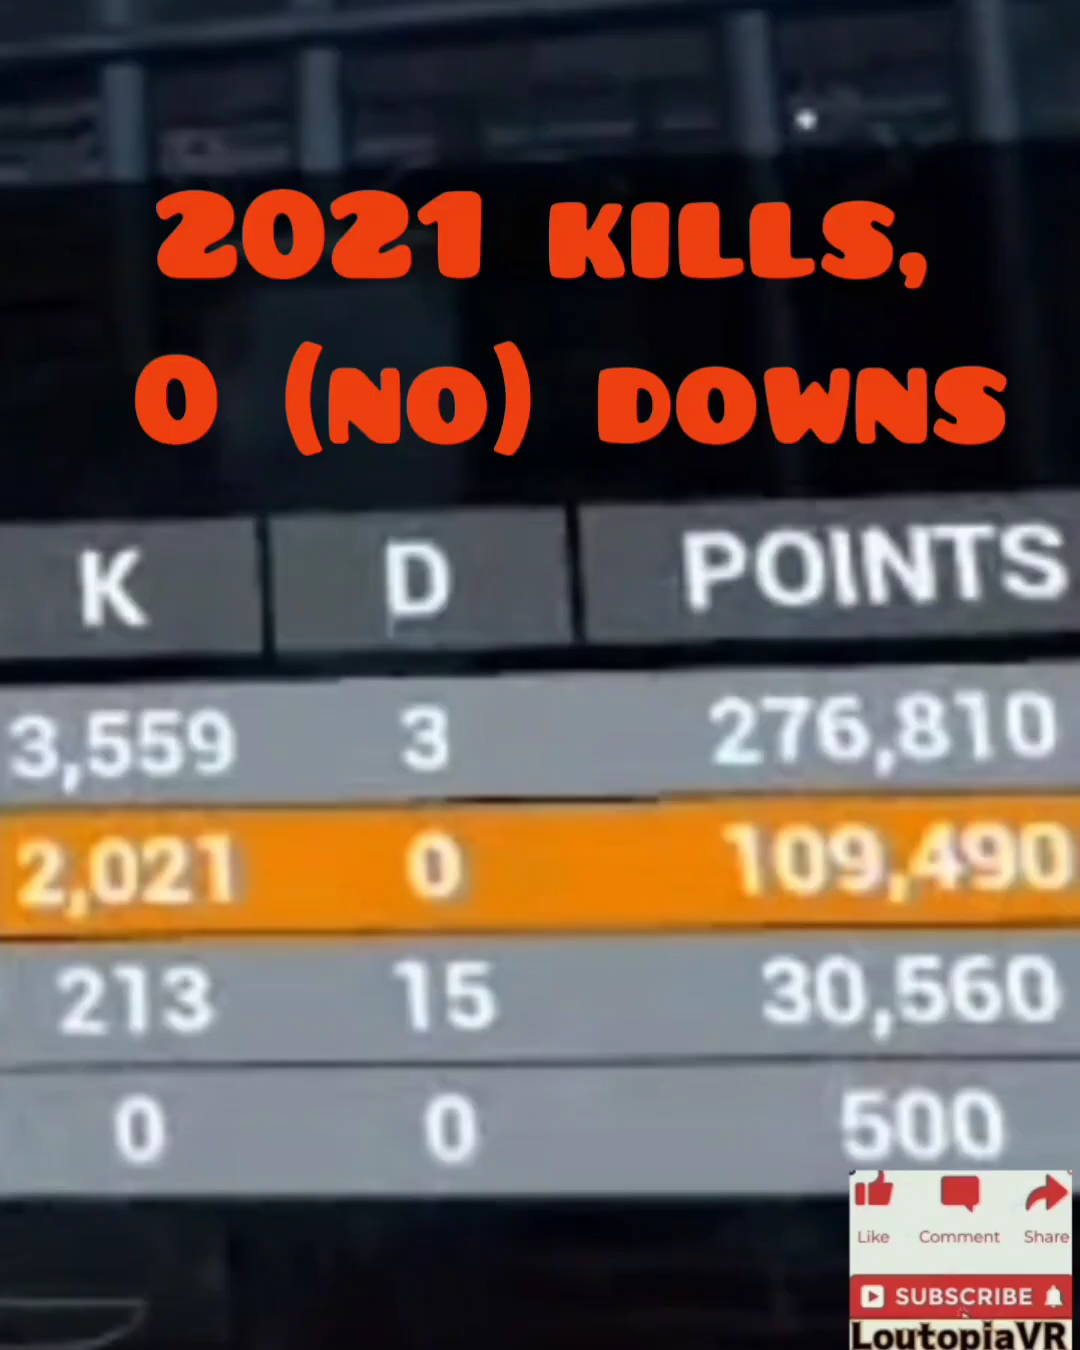 2021 KILLS,
0 (NO) DOWNS
K D POINTS
3,559 3 276,810
2,021 0 109,490
213 15 30,560
0 0 500
Like Comment Share
SUBSCRIBE
LoutopiaVR